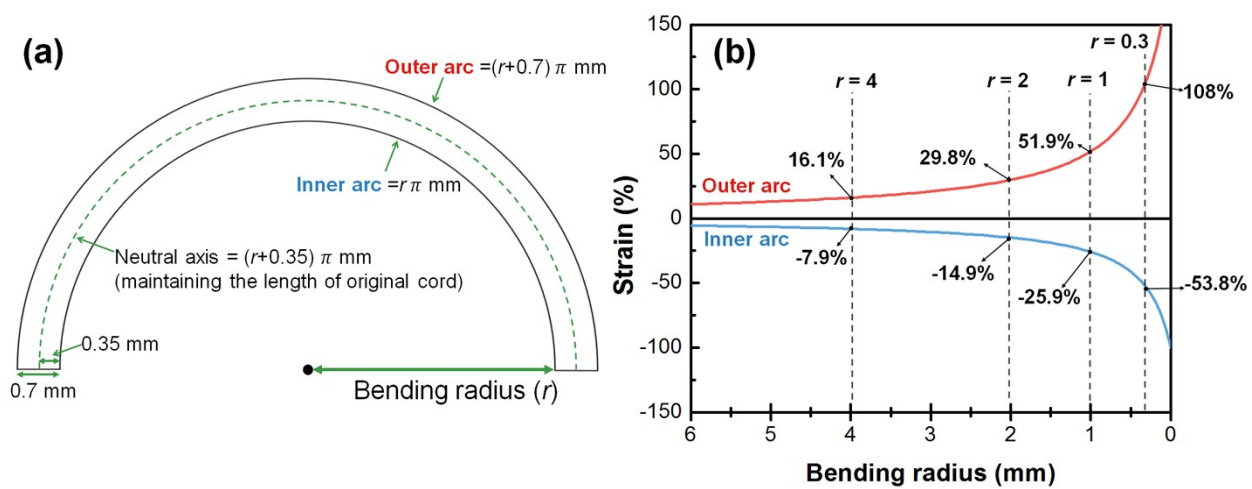 (a)
Outer arc =(r+0.7) π mm
Inner arc =r π mm
Neutral axis = (r+0.35) π mm
(maintaining the length of original cord)
0.35 mm
0.7 mm
Bending radius (r)
(b)
150
100
50
0
-50
-100
-150
Strain (%)
r = 4
r = 2
r = 1
r = 0.3
16.1%
29.8%
51.9%
108%
Outer arc
Inner arc
-7.9%
-14.9%
-25.9%
-53.8%
6 5 4 3 2 1 0
Bending radius (mm)